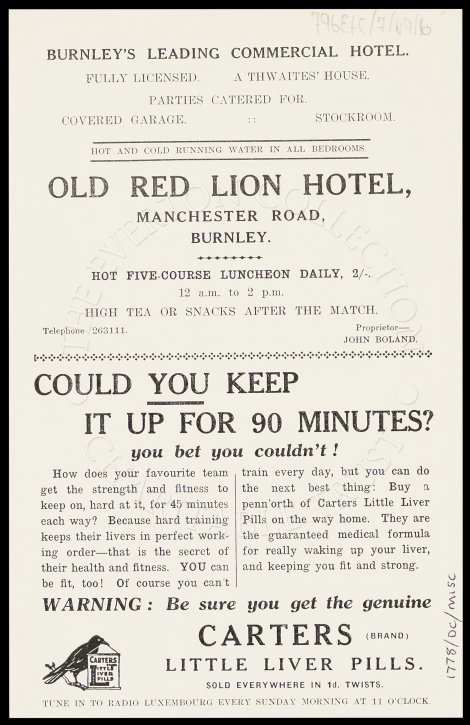 BURNLEY'S LEADING COMMERCIAL HOTEL.
FULLY LICENSED. A THWAITES' HOUSE.
PARTIES CATERED FOR.
COVERED GARAGE. :: STOCKROOM.
HOT AND COLD RUNNING WATER IN ALL BEDROOMS.
OLD RED LION HOTEL,
MANCHESTER ROAD,
BURNLEY.
HOT FIVE-COURSE LUNCHEON DAILY, 2/-.
12 a.m. to 2 p.m.
HIGH TEA OR SNACKS AFTER THE MATCH.
Telephone 263111.
Proprietor—
JOHN BOLAND.
COULD YOU KEEP
IT UP FOR 90 MINUTES?
you bet you couldn't!
How does your favourite team
get the strength and fitness to
keep on, hard at it, for 45 minutes
each way? Because hard training
keeps their livers in perfect work-
ing order—that is the secret of
their health and fitness. YOU can
be fit, too! Of course you can't
train every day, but you can do
the next best thing: Buy a
penn'orth of Carters Little Liver
Pills on the way home. They are
the guaranteed medical formula
for really waking up your liver,
and keeping you fit and strong.
WARNING: Be sure you get the genuine
CARTERS (BRAND)
LITTLE LIVER PILLS.
SOLD EVERYWHERE IN 1d. TWISTS.
CARTERS
LITTLE
LIVER
PILLS
TUNE IN TO RADIO LUXEMBOURG EVERY SUNDAY MORNING AT 11 O'CLOCK.
1778/DC/MISC
THE EVERTON COLLECTION